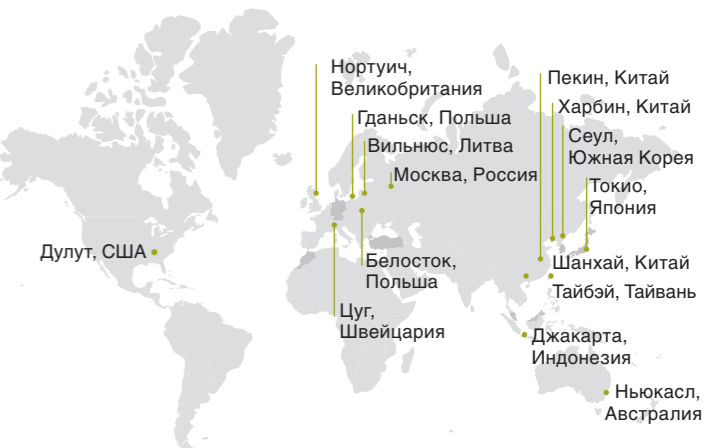 Нортуич,
Великобритания
Гданьск, Польша
Вильнюс, Литва
Москва, Россия
Пекин, Китай
Харбин, Китай
Сеул,
Южная Корея
Токио,
Япония
Дулут, США
Белосток,
Польша
Цуг,
Швейцария
Шанхай, Китай
Тайбэй, Тайвань
Джакарта,
Индонезия
Ньюкасл,
Австралия